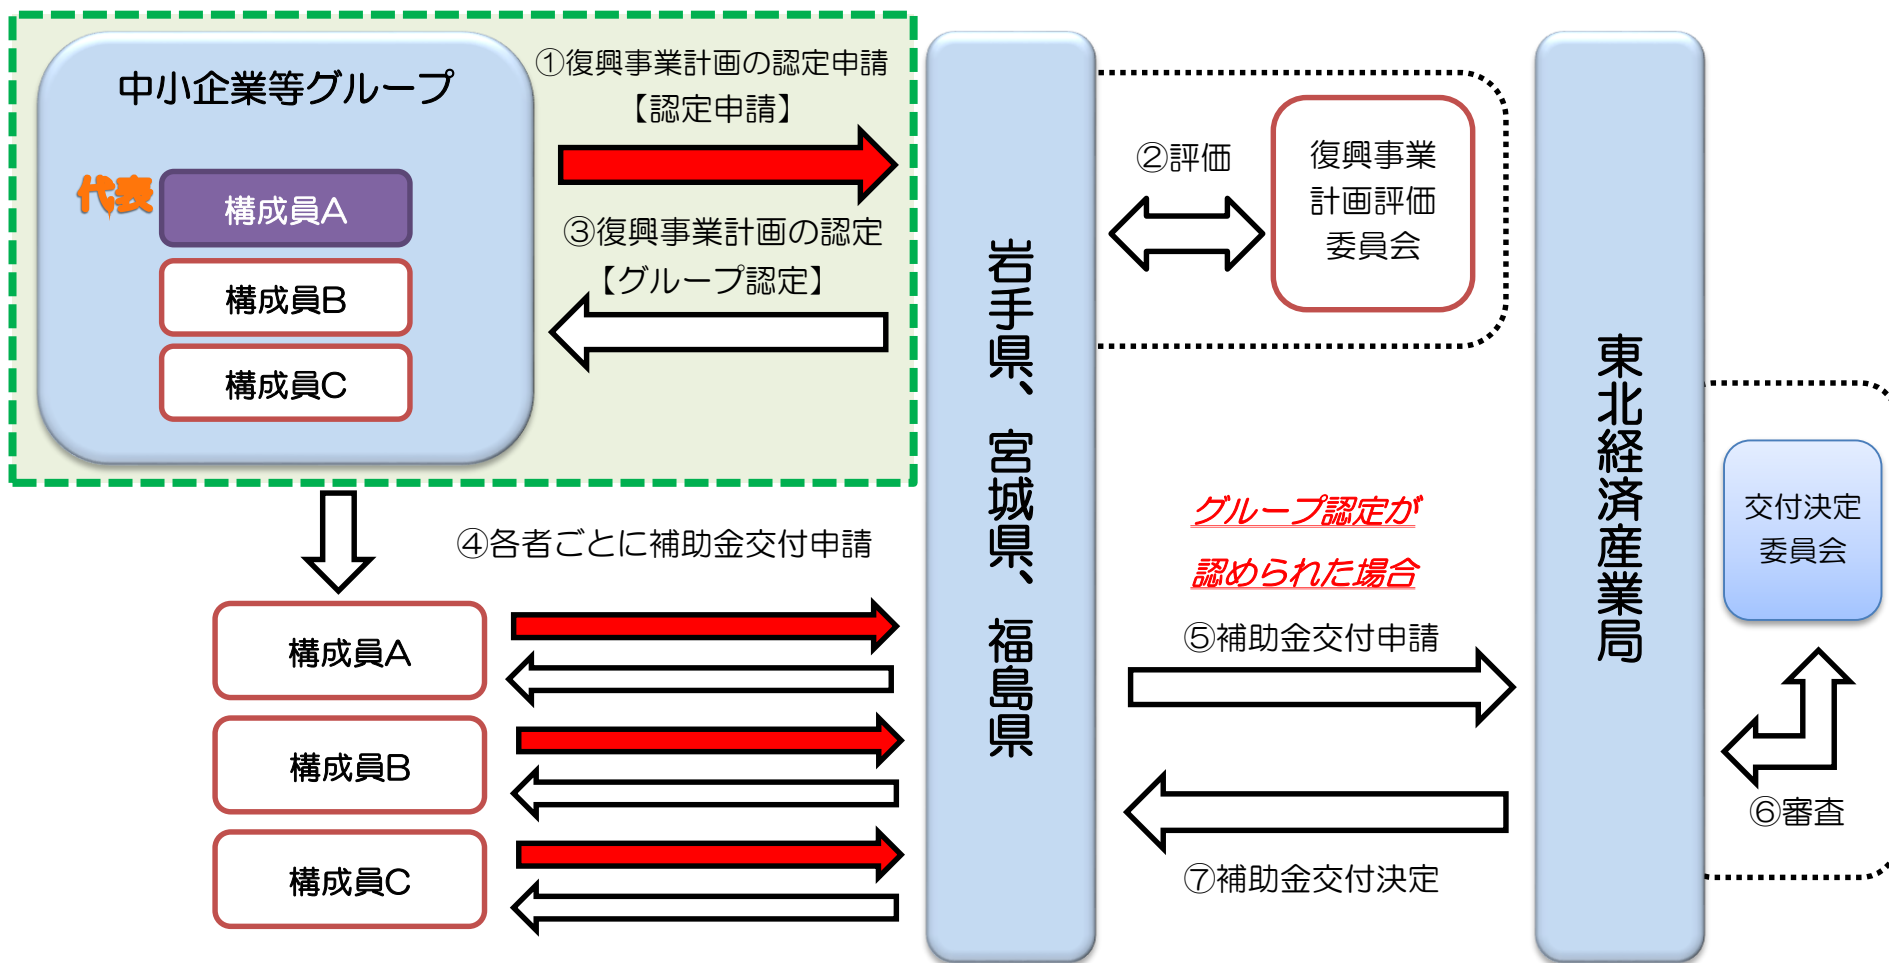 中小企業等グループ
代表
構成員A
構成員B
構成員C
①復興事業計画の認定申請
【認定申請】
③復興事業計画の認定
【グループ認定】
岩手県、宮城県、福島県
②評価
復興事業
計画評価
委員会
東北経済産業局
交付決定
委員会
④各者ごとに補助金交付申請
グループ認定が
認められた場合
⑤補助金交付申請
⑥審査
⑦補助金交付決定
構成員A
構成員B
構成員C